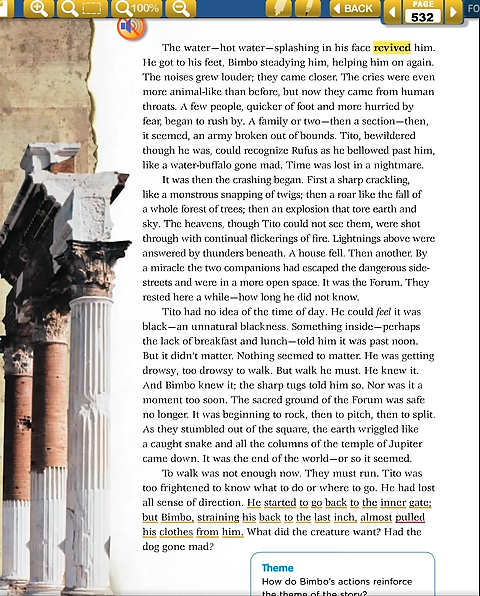 100%
BACK
PAGE
532
FO
The water—hot water—splashing in his face revived him.
He got to his feet, Bimbo steadying him, helping him on again.
The noises grew louder; they came closer. The cries were even
more animal-like than before, but now they came from human
throats. A few people, quicker of foot and more hurried by
fear, began to rush by. A family or two—then a section—then,
it seemed, an army broken out of bounds. Tito, bewildered
though he was, could recognize Rufus as he bellowed past him,
like a water-buffalo gone mad. Time was lost in a nightmare.
It was then the crashing began. First a sharp crackling,
like a monstrous snapping of twigs; then a roar like the fall of
a whole forest of trees; then an explosion that tore earth and
sky. The heavens, though Tito could not see them, were shot
through with continual flickerings of fire. Lightnings above were
answered by thunders beneath. A house fell. Then another. By
a miracle the two companions had escaped the dangerous side-
streets and were in a more open space. It was the Forum. They
rested here a while—how long he did not know.
Tito had no idea of the time of day. He could feel it was
black—an unnatural blackness. Something inside—perhaps
the lack of breakfast and lunch—told him it was past noon.
But it didn't matter. Nothing seemed to matter. He was getting
drowsy, too drowsy to walk. But walk he must. He knew it.
And Bimbo knew it; the sharp tugs told him so. Nor was it a
moment too soon. The sacred ground of the Forum was safe
no longer. It was beginning to rock, then to pitch, then to split.
As they stumbled out of the square, the earth wriggled like
a caught snake and all the columns of the temple of Jupiter
came down. It was the end of the world—or so it seemed.
To walk was not enough now. They must run. Tito was
too frightened to know what to do or where to go. He had lost
all sense of direction. He started to go back to the inner gate;
but Bimbo, straining his back to the last inch, almost pulled
his clothes from him. What did the creature want? Had the
dog gone mad?
Theme
How do Bimbo's actions reinforce
the theme of the story?